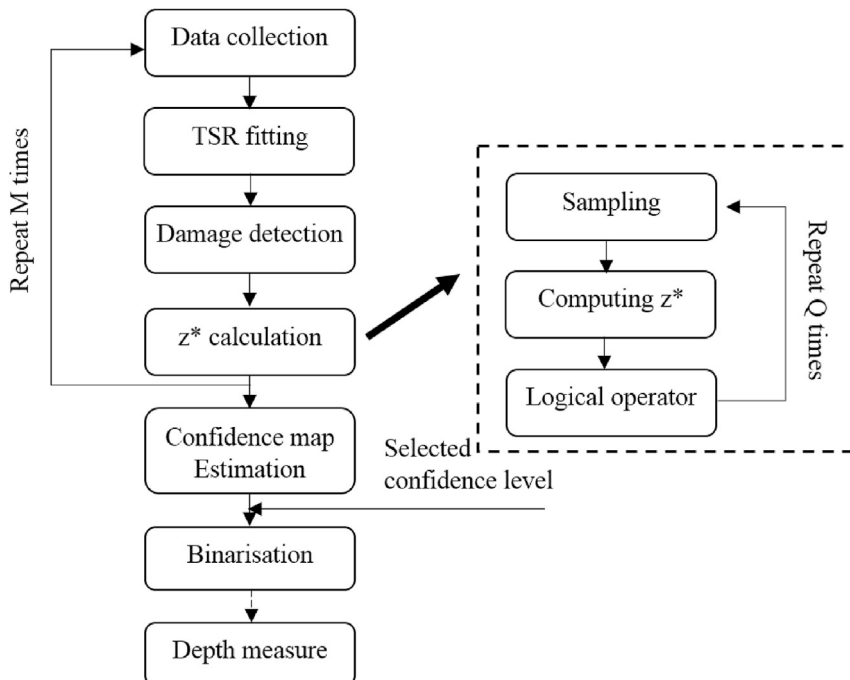 Data collection
TSR fitting
Damage detection
z* calculation
Confidence map
Estimation
Binarisation
Depth measure
Repeat M times
Sampling
Computing z*
Logical operator
Repeat Q times
Selected
confidence level